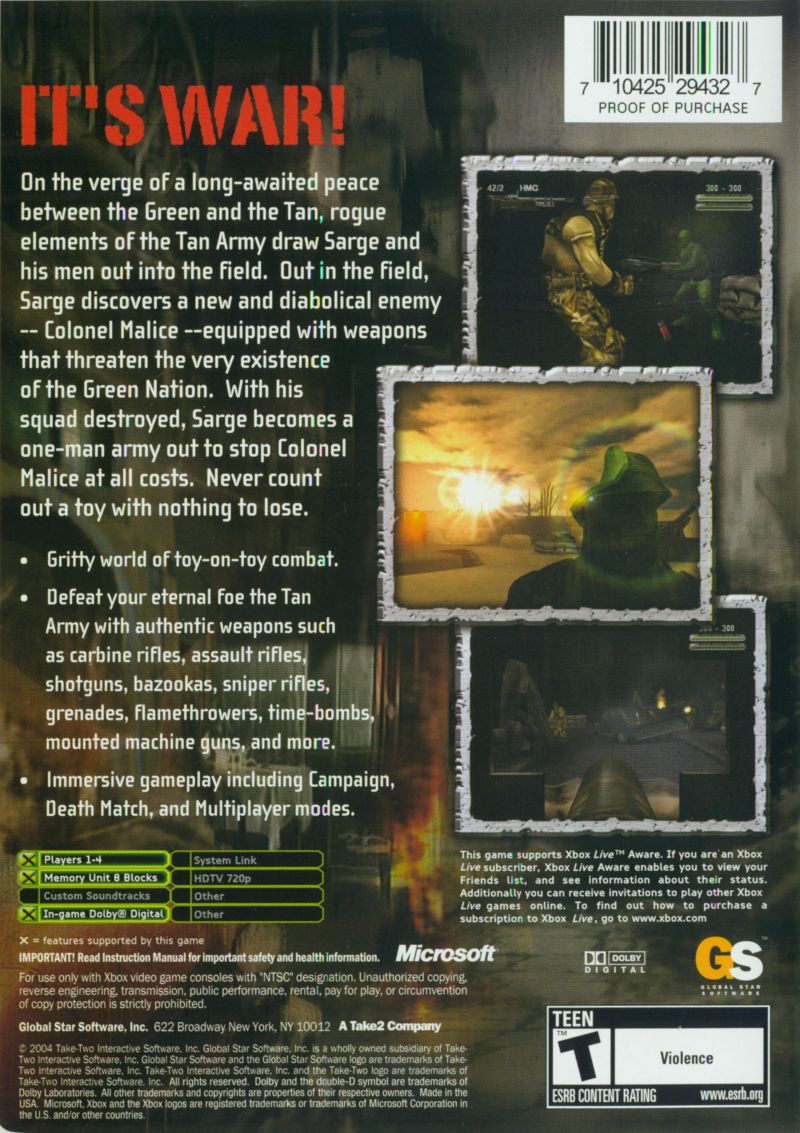 7 10425 29432 7
PROOF OF PURCHASE
IT'S WAR!
On the verge of a long-awaited peace
between the Green and the Tan, rogue
elements of the Tan Army draw Sarge and
his men out into the field. Out in the field,
Sarge discovers a new and diabolical enemy
-- Colonel Malice --equipped with weapons
that threaten the very existence
of the Green Nation. With his
squad destroyed, Sarge becomes a
one-man army out to stop Colonel
Malice at all costs. Never count
out a toy with nothing to lose.
• Gritty world of toy-on-toy combat.
• Defeat your eternal foe the Tan
Army with authentic weapons such
as carbine rifles, assault rifles,
shotguns, bazookas, sniper rifles,
grenades, flamethrowers, time-bombs,
mounted machine guns, and more.
• Immersive gameplay including Campaign,
Death Match, and Multiplayer modes.
42/2 HMG
300 - 300
300 - 300
X Players 1-4
System Link
X Memory Unit 8 Blocks
HDTV 720p
Custom Soundtracks
Other
X In-game Dolby® Digital
Other
X = features supported by this game
This game supports Xbox Live™ Aware. If you are an Xbox
Live subscriber, Xbox Live Aware enables you to view your
Friends list, and see information about their status.
Additionally you can receive invitations to play other Xbox
Live games online. To find out how to purchase a
subscription to Xbox Live, go to www.xbox.com
IMPORTANT! Read Instruction Manual for important safety and health information.
Microsoft
For use only with Xbox video game consoles with "NTSC" designation. Unauthorized copying,
reverse engineering, transmission, public performance, rental, pay for play, or circumvention
of copy protection is strictly prohibited.
DOLBY
DIGITAL
GS™
GLOBAL STAR
SOFTWARE
Global Star Software, Inc. 622 Broadway New York, NY 10012 A Take2 Company
© 2004 Take-Two Interactive Software, Inc. Global Star Software, Inc. is a wholly owned subsidiary of Take-
Two Interactive Software, Inc. Global Star Software and the Global Star Software logo are trademarks of Take-
Two Interactive Software, Inc. Take-Two Interactive Software, Inc. and the Take-Two logo are trademarks of
Take-Two Interactive Software, Inc. All rights reserved. Dolby and the double-D symbol are trademarks of
Dolby Laboratories. All other trademarks and copyrights are properties of their respective owners. Made in the
USA. Microsoft, Xbox and the Xbox logos are registered trademarks or trademarks of Microsoft Corporation in
the U.S. and/or other countries.
TEEN
T™
Violence
ESRB CONTENT RATING www.esrb.org